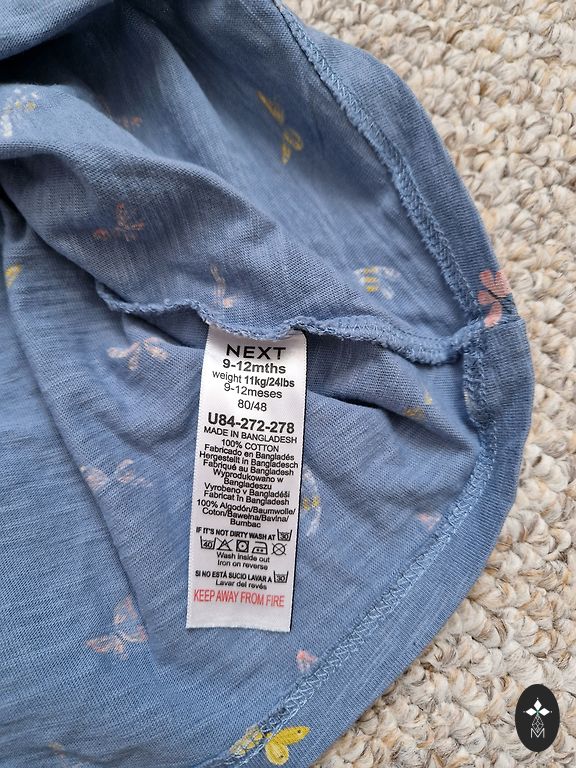 NEXT
9-12mths
weight 11kg/24lbs
9-12meses
80/48
U84-272-278
MADE IN BANGLADESH
100% COTTON
Fabricado en Bangladés
Hergestellt in Bangladesch
Fabriqué au Bangladesh
Wyprodukowano w
Bangladeszu
Vyrobeno v Bangladéši
Fabricat în Bangladesh
100% Algodón/Baumwolle/
Coton/Bawełna/Bavlna/
Bumbac
IF IT'S NOT DIRTY WASH AT 30
40
Wash inside out
Iron on reverse
SI NO ESTÁ SUCIO LAVAR A 30
Lavar del revés
KEEP AWAY FROM FIRE
M